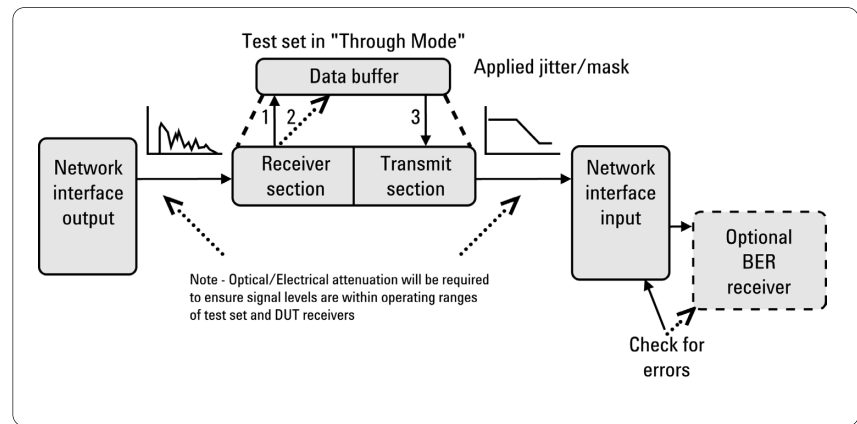 Test set in "Through Mode"
Data buffer
Applied jitter/mask
1
2
3
Network
interface
output
Receiver
section
Transmit
section
Network
interface
input
Optional
BER
receiver
Note - Optical/Electrical attenuation will be required
to ensure signal levels are within operating ranges
of test set and DUT receivers
Check for
errors